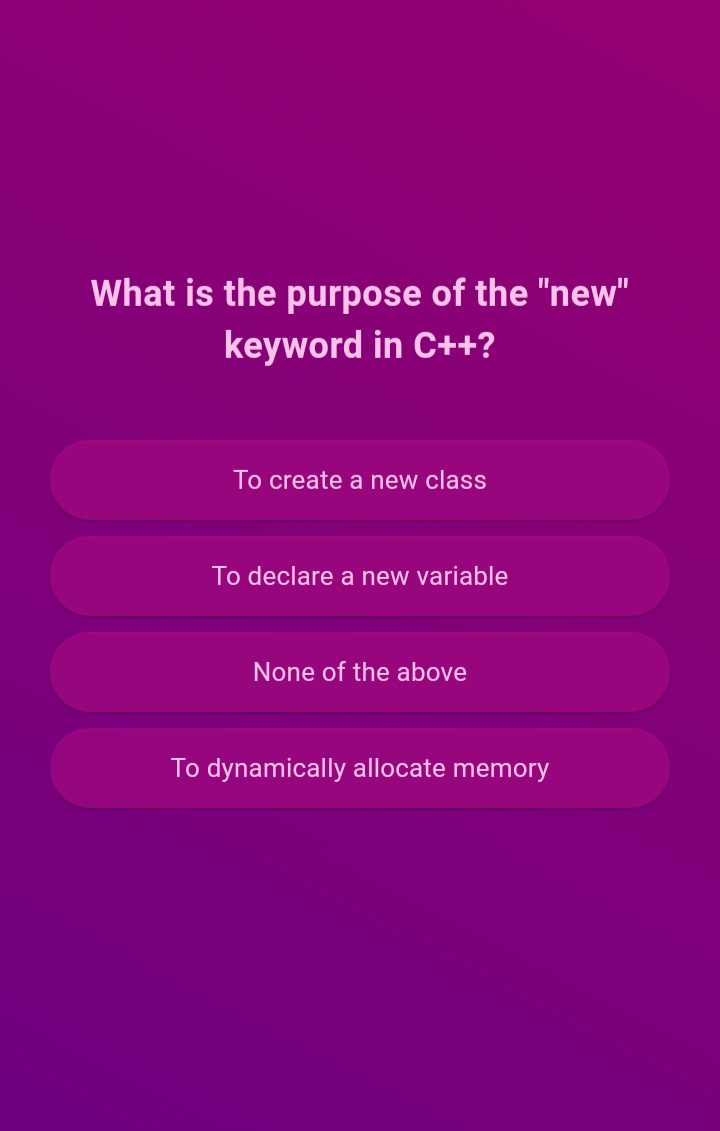 What is the purpose of the "new"
keyword in C++?
To create a new class
To declare a new variable
None of the above
To dynamically allocate memory